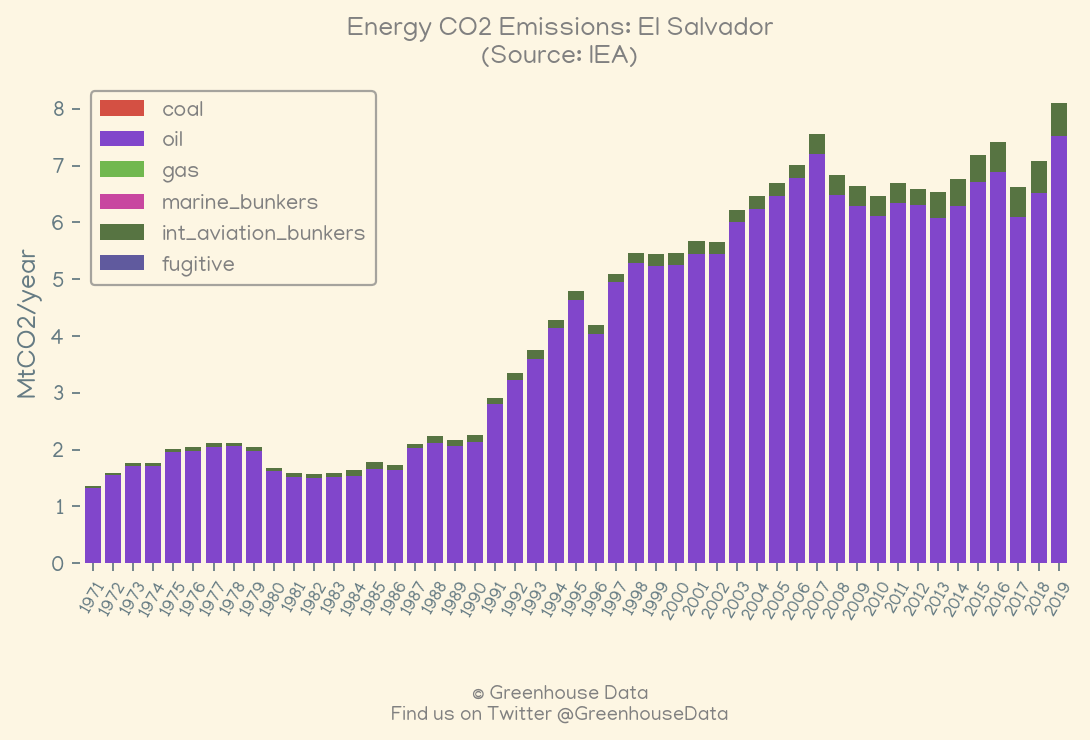 Energy CO2 Emissions: El Salvador
(Source: IEA)
coal
oil
gas
marine_bunkers
int_aviation_bunkers
fugitive
MtCO2/year
8
7
6
5
4
3
2
1
0
1971 1972 1973 1974 1975 1976 1977 1978 1979 1980 1981 1982 1983 1984 1985 1986 1987 1988 1989 1990 1991 1992 1993 1994 1995 1996 1997 1998 1999 2000 2001 2002 2003 2004 2005 2006 2007 2008 2009 2010 2011 2012 2013 2014 2015 2016 2017 2018 2019
© Greenhouse Data
Find us on Twitter @GreenhouseData